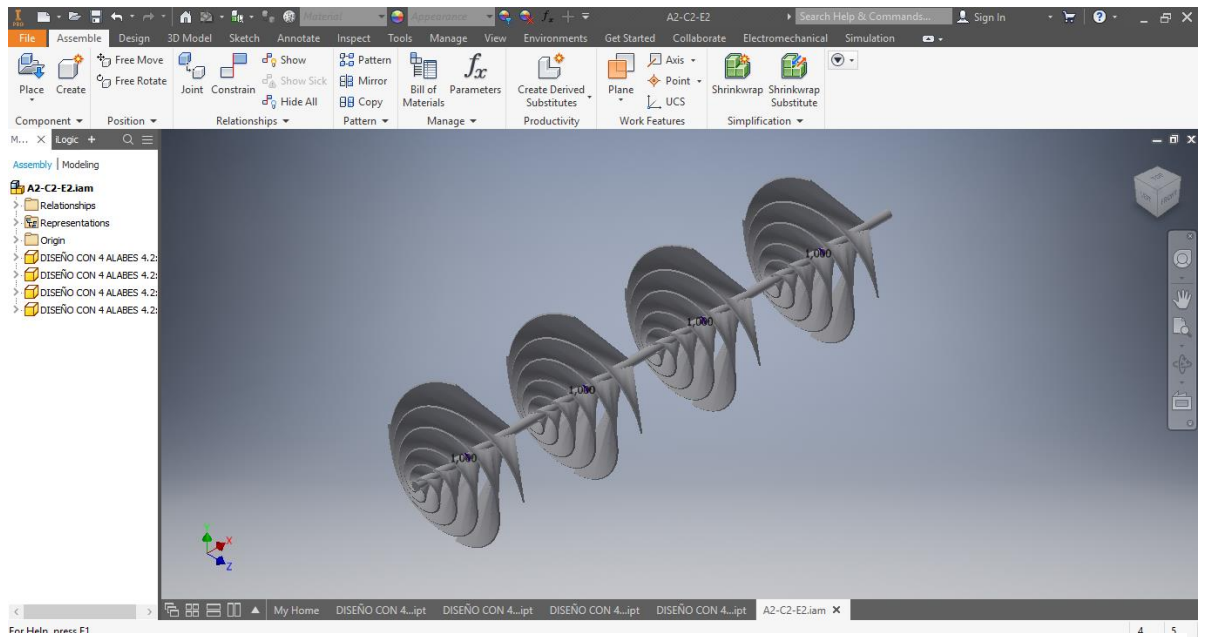 PRO
Material
Appearance
A2-C2-E2
Search Help & Commands...
Sign In
File Assemble Design 3D Model Sketch Annotate Inspect Tools Manage View Environments Get Started Collaborate Electromechanical Simulation
Place
Create
Free Move
Free Rotate
Joint Constrain
Show
Show Sick
Hide All
Pattern
Mirror
Copy
Bill of
Materials
Parameters
Create Derived
Substitutes
Plane
Axis
Point
UCS
Shrinkwrap
Shrinkwrap
Substitute
Component Position Relationships Pattern Manage Productivity Work Features Simplification
M... × iLogic +
Assembly | Modeling
A2-C2-E2.iam
Relationships
Representations
Origin
DISEÑO CON 4 ALABES 4.2:
DISEÑO CON 4 ALABES 4.2:
DISEÑO CON 4 ALABES 4.2:
DISEÑO CON 4 ALABES 4.2:
1,000
1,000
1,000
1,000
Y
X
Z
My Home DISEÑO CON 4...ipt DISEÑO CON 4...ipt DISEÑO CON 4...ipt DISEÑO CON 4...ipt A2-C2-E2.iam
For Help, press F1
4 5